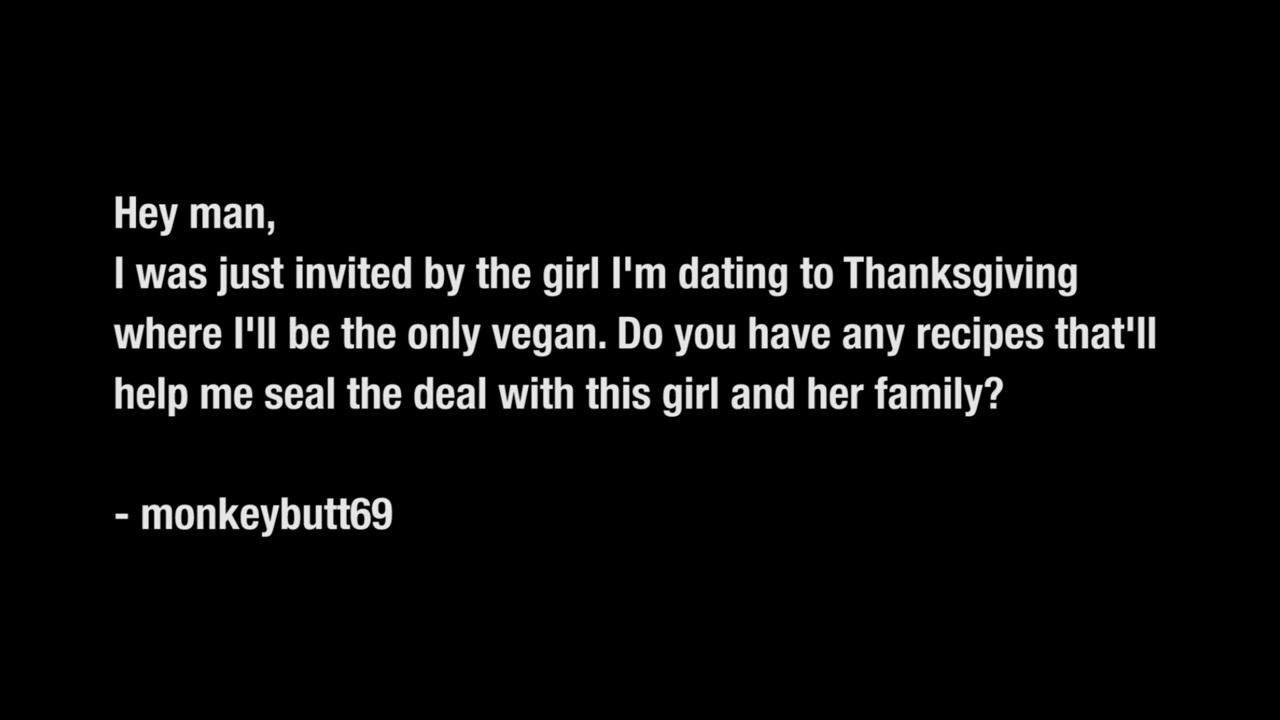 Hey man,
I was just invited by the girl I'm dating to Thanksgiving
where I'll be the only vegan. Do you have any recipes that'll
help me seal the deal with this girl and her family?
- monkeybutt69